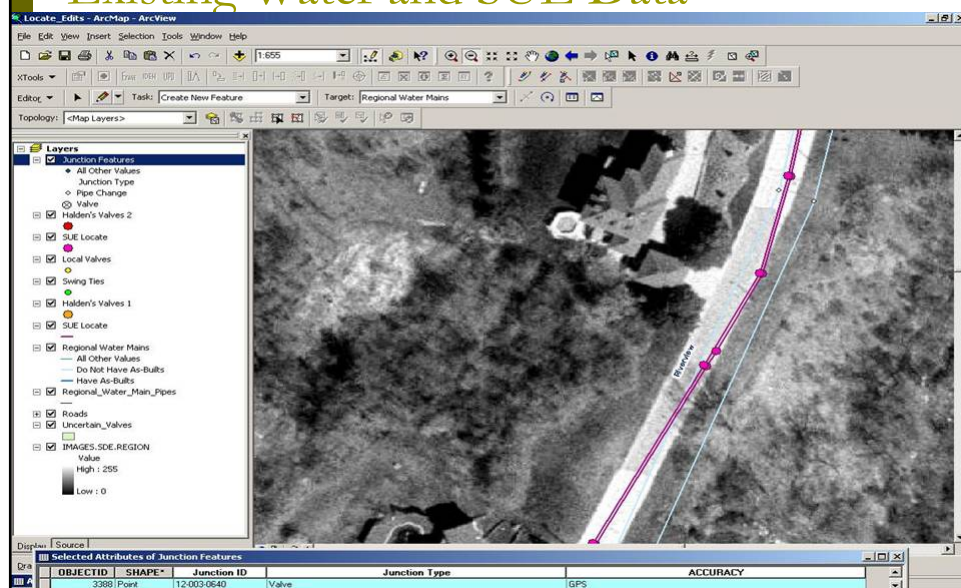 Existing Water and SUE Data
Locate_Edits - ArcMap - ArcView
File Edit View Insert Selection Tools Window Help
1:655
XTools
Editor Task: Create New Feature Target: Regional Water Mains
Topology: <Map Layers>
Layers
Junction Features
All Other Values
Junction Type
Pipe Change
Valve
Halden's Valves 2
SUE Locate
Local Valves
Swing Ties
Halden's Valves 1
SUE Locate
Regional Water Mains
All Other Values
Do Not Have As-Builts
Have As-Builts
Regional_Water_Main_Pipes
Roads
Uncertain_Valves
IMAGES.SDE.REGION
Value
High : 255
Low : 0
Riverview
Display Source
Selected Attributes of Junction Features
OBJECTID SHAPE* Junction ID Junction Type ACCURACY
3388 Point 12-003-0640 Valve GPS